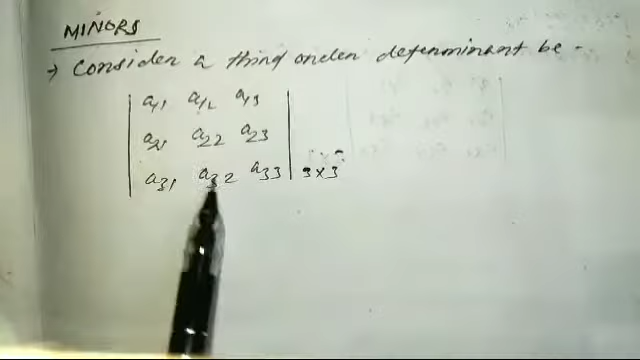 MINORS
→ Consider a third order determinant be -
a11 a12 a13
a21 a22 a23
a31 a32 a33 3×3